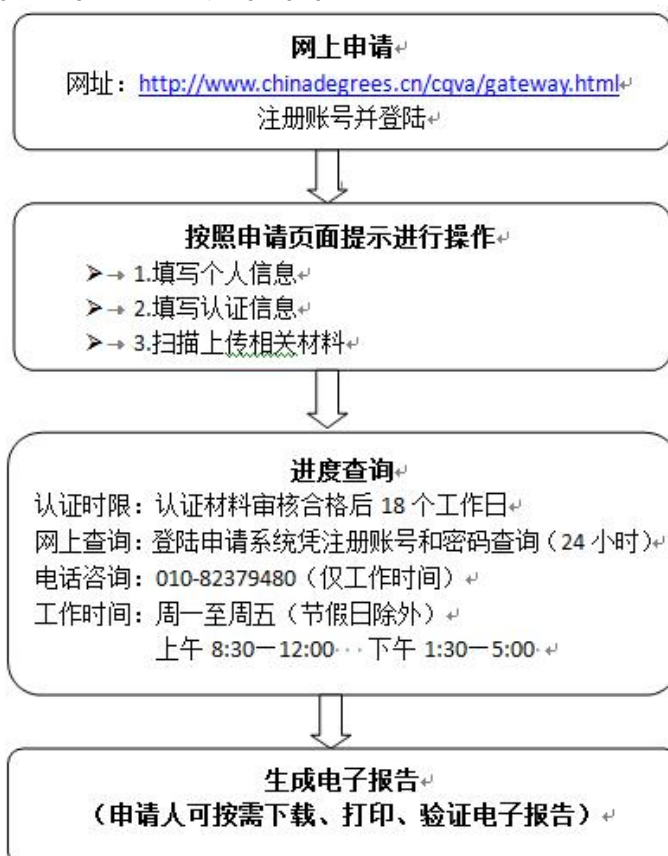 网上申请
网址：http://www.chinadegrees.cn/cqva/gateway.html
注册账号并登陆
按照申请页面提示进行操作
1.填写个人信息
2.填写认证信息
3.扫描上传相关材料
进度查询
认证时限：认证材料审核合格后 18 个工作日
网上查询：登陆申请系统凭注册账号和密码查询（24 小时）
电话咨询：010-82379480（仅工作时间）
工作时间：周一至周五（节假日除外）
上午 8:30—12:00···下午 1:30—5:00·
生成电子报告
（申请人可按需下载、打印、验证电子报告）